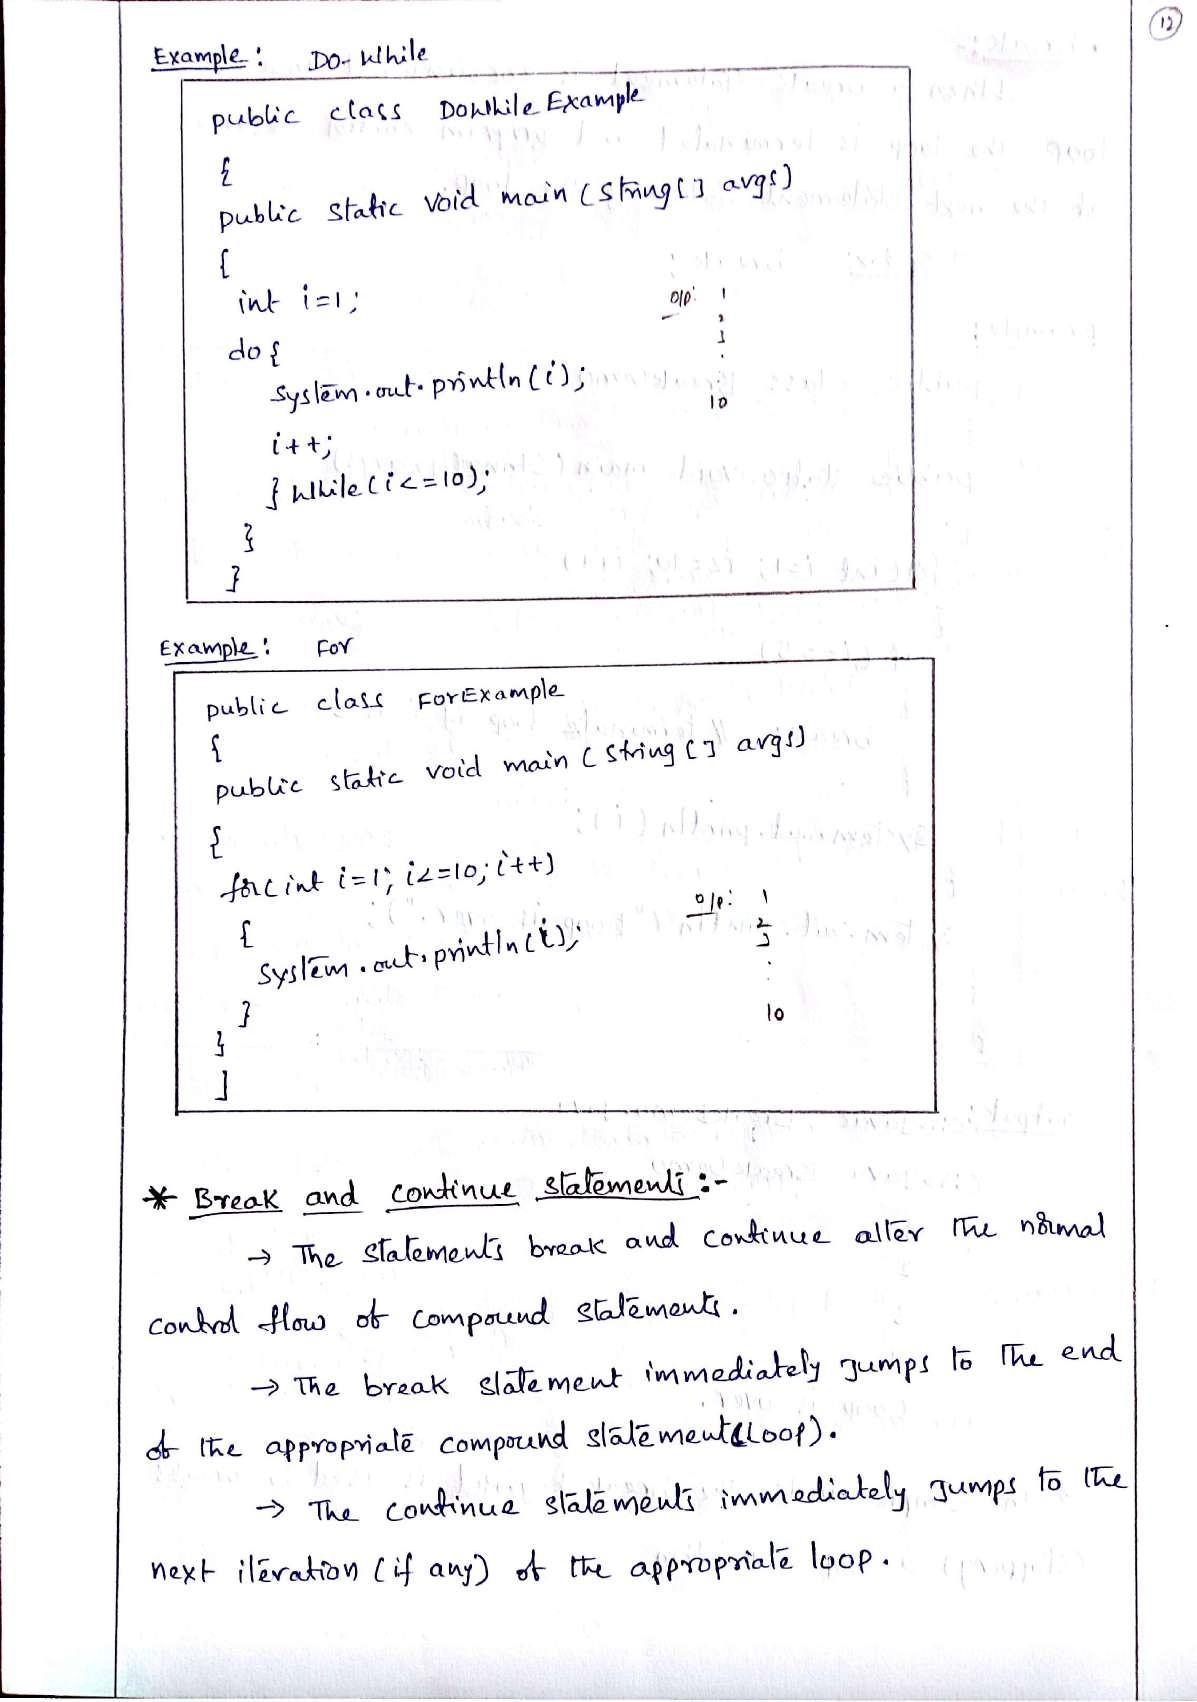 12
Example : Do-While
public class DoWhile Example
{
public static void main (string[] args)
{
int i=1;
do {
system.out.println(i);
i++;
} while(i<=10);
}
}
o/p: 1
2
3
.
10
Example : For
public class ForExample
{
public static void main (string [] args)
{
for(int i=1; i<=10; i++)
{
system.out.println(i);
}
}
]
o/p: 1
2
3
.
.
10
* Break and continue statements :-
→ The statements break and continue alter the normal
control flow of compound statements.
→ The break statement immediately jumps to the end
of the appropriate compound statement(Loop).
→ The continue statements immediately jumps to the
next iteration (if any) of the appropriate loop.